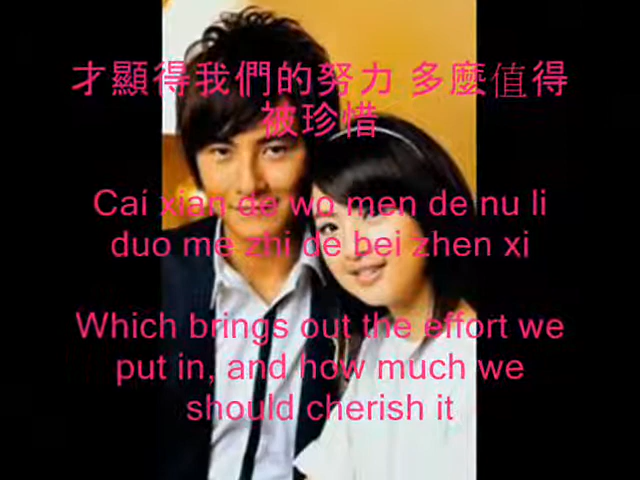 才顯得我們的努力 多麼值得
被珍惜
Cai xian de wo men de nu li
duo me zhi de bei zhen xi
Which brings out the effort we
put in, and how much we
should cherish it